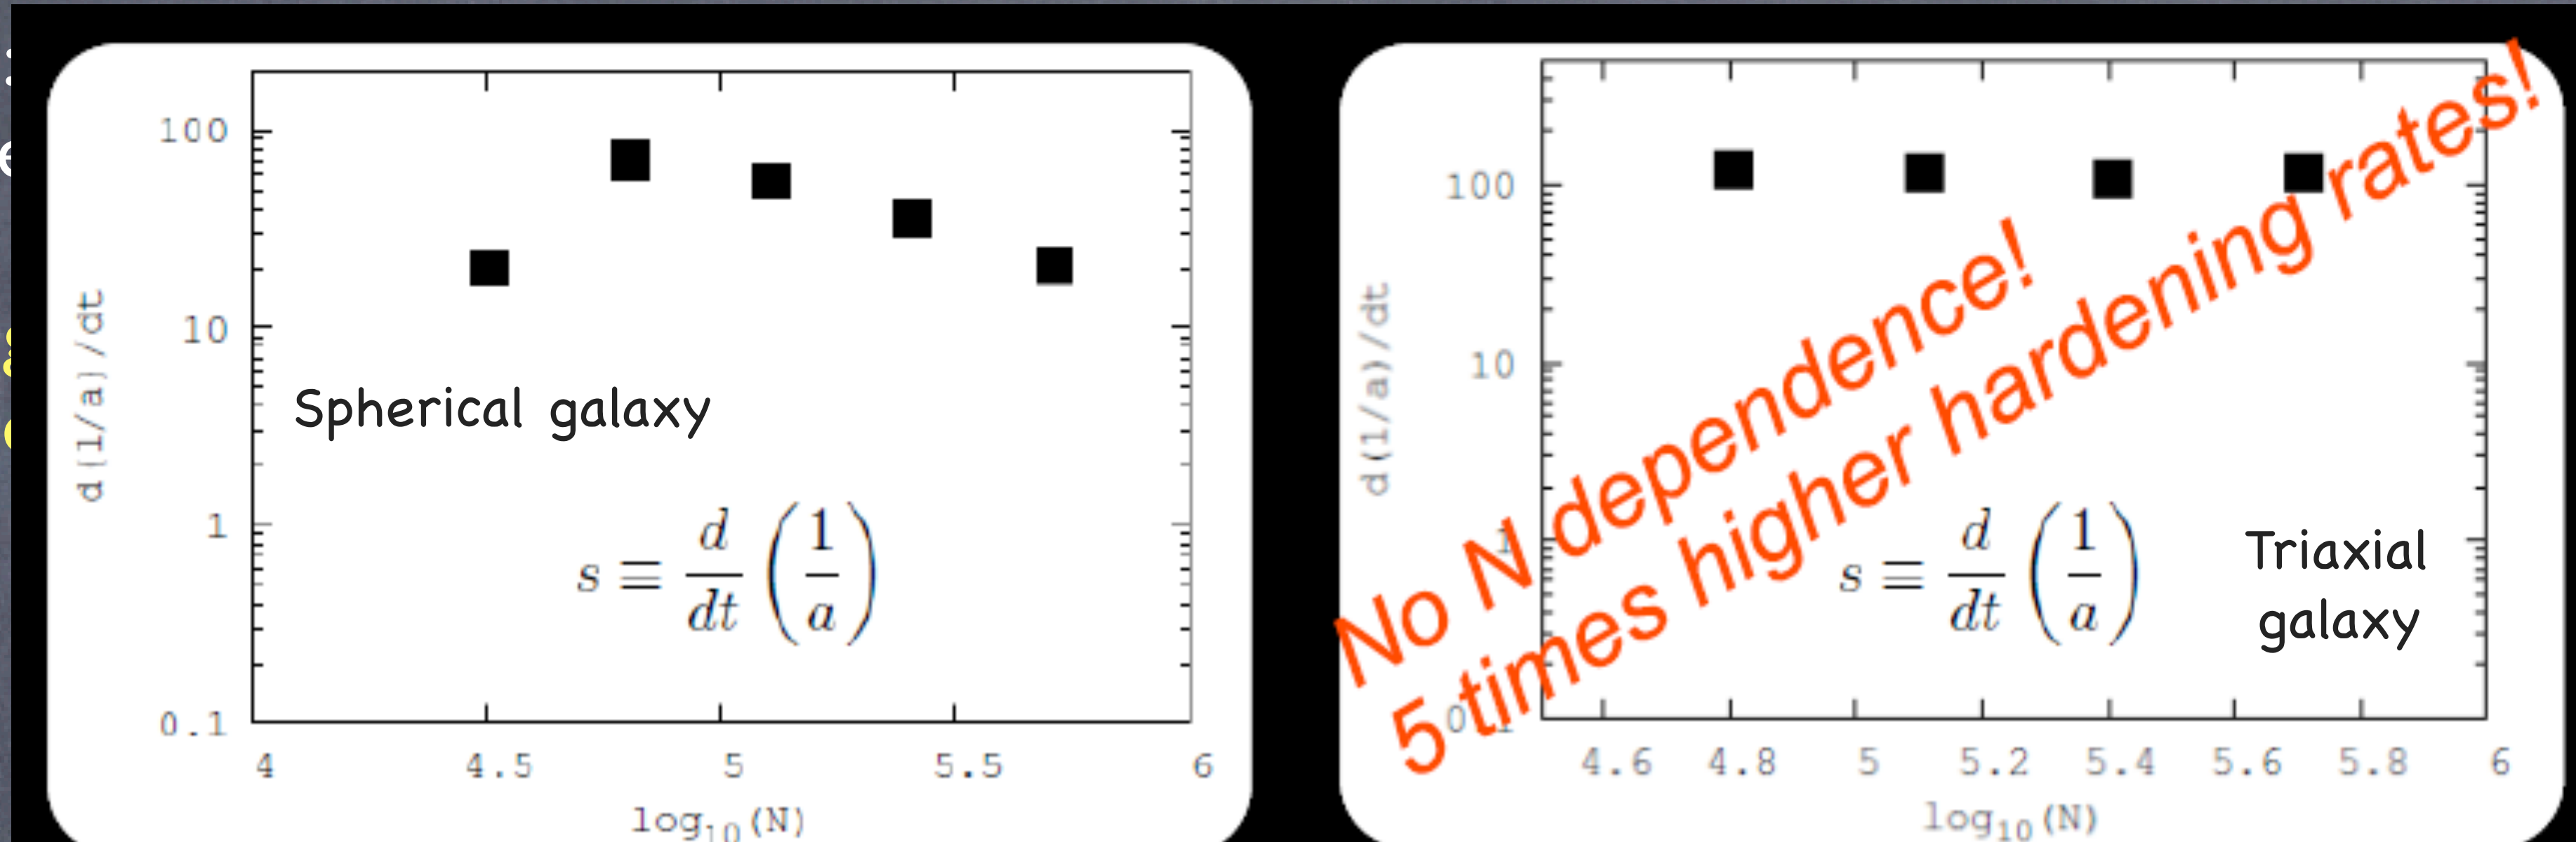 100
10
1
0.1
d(1/a)/dt
Spherical galaxy
s ≡ d/dt (1/a)
4 4.5 5 5.5 6
log₁₀(N)
100
10
1
d(1/a)/dt
No N dependence!
5 times higher hardening rates!
s ≡ d/dt (1/a)
Triaxial
galaxy
4.6 4.8 5 5.2 5.4 5.6 5.8 6
log₁₀(N)